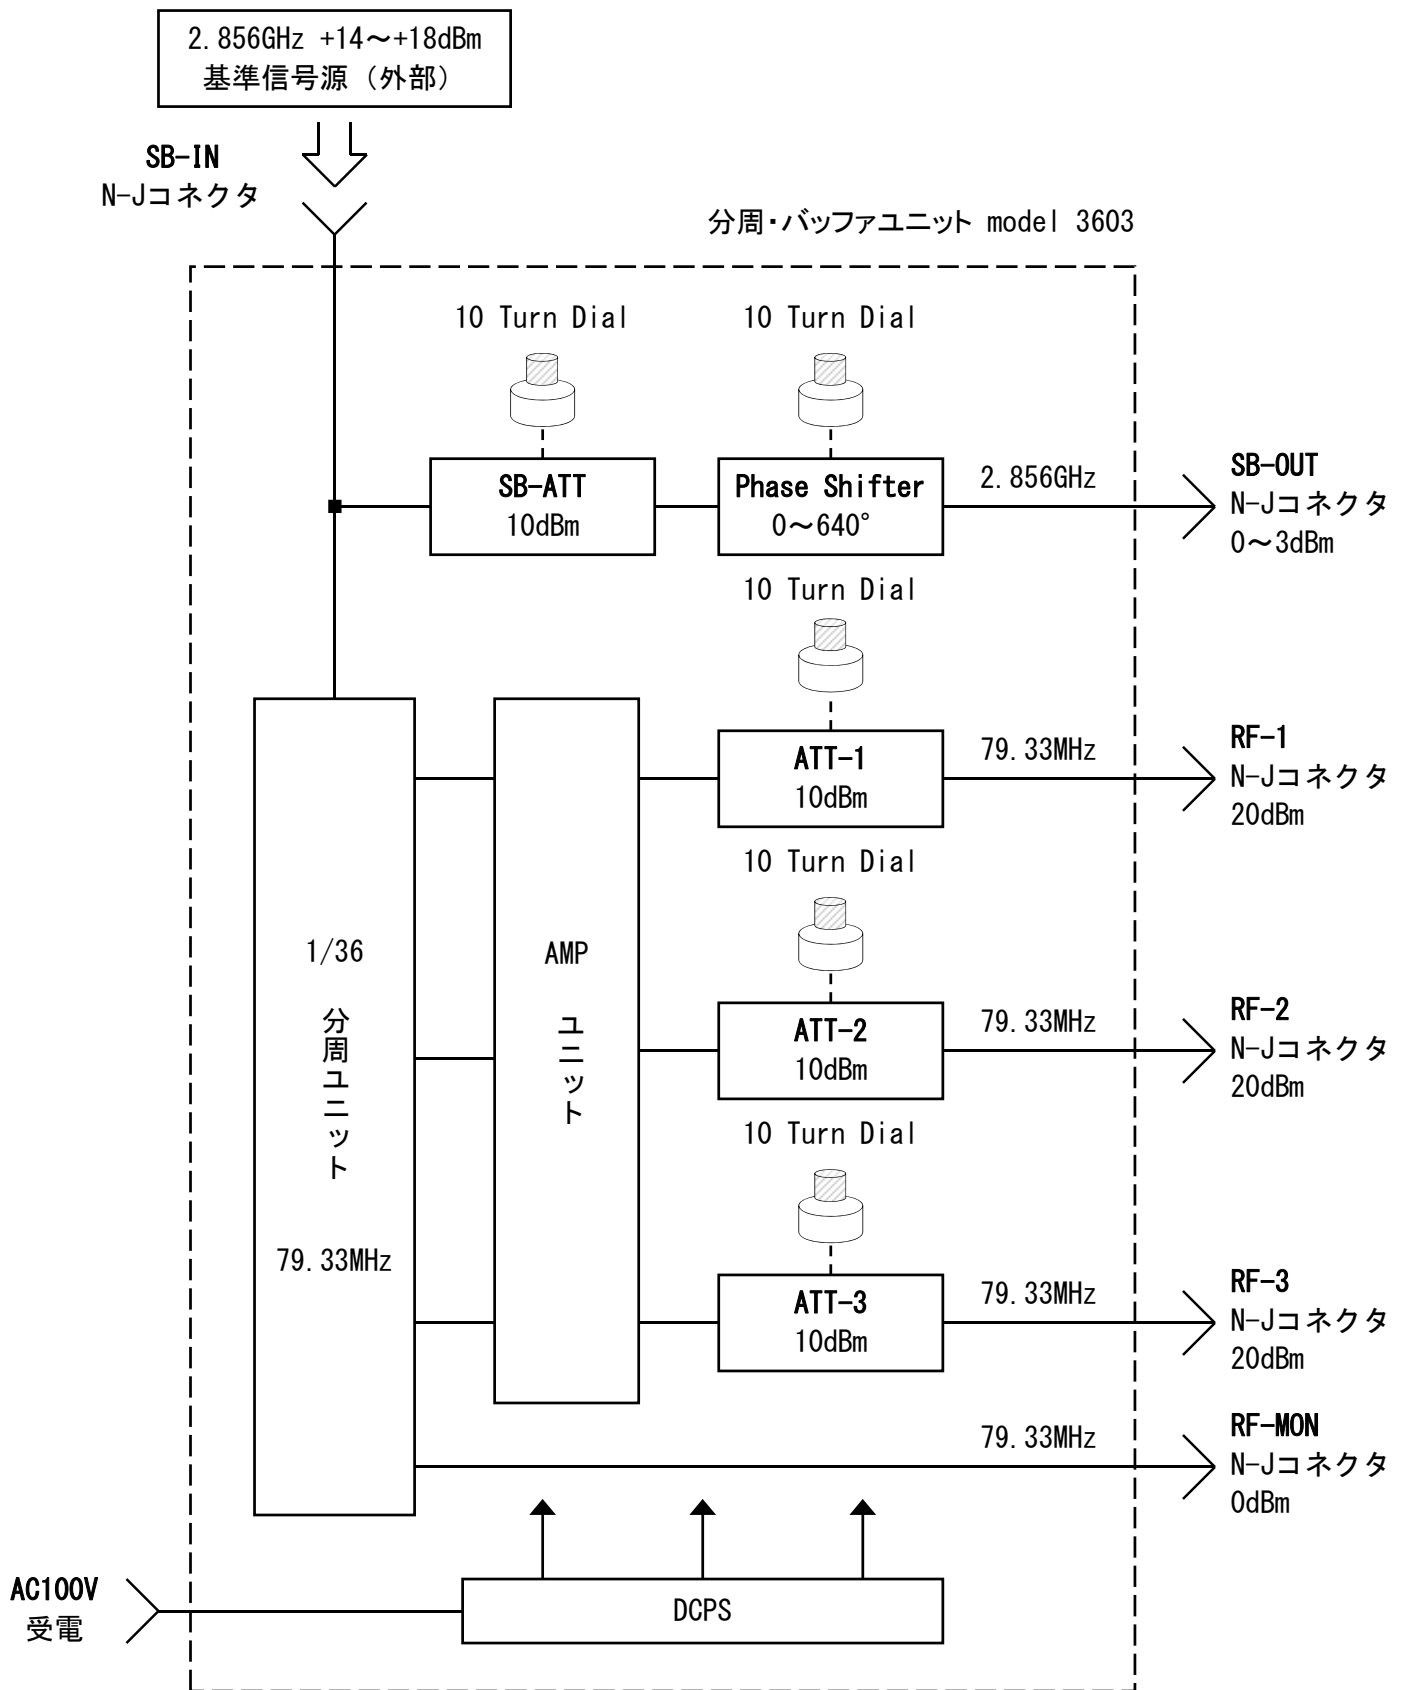 2.856GHz +14～+18dBm
基準信号源（外部）
SB-IN
N-Jコネクタ
分周・バッファユニット model 3603
10 Turn Dial
10 Turn Dial
SB-ATT
10dBm
Phase Shifter
0～640°
2.856GHz
SB-OUT
N-Jコネクタ
0～3dBm
10 Turn Dial
ATT-1
10dBm
79.33MHz
RF-1
N-Jコネクタ
20dBm
10 Turn Dial
1/36
分周ユニット
79.33MHz
AMP
ユニット
ATT-2
10dBm
79.33MHz
RF-2
N-Jコネクタ
20dBm
10 Turn Dial
ATT-3
10dBm
79.33MHz
RF-3
N-Jコネクタ
20dBm
79.33MHz
RF-MON
N-Jコネクタ
0dBm
AC100V
受電
DCPS